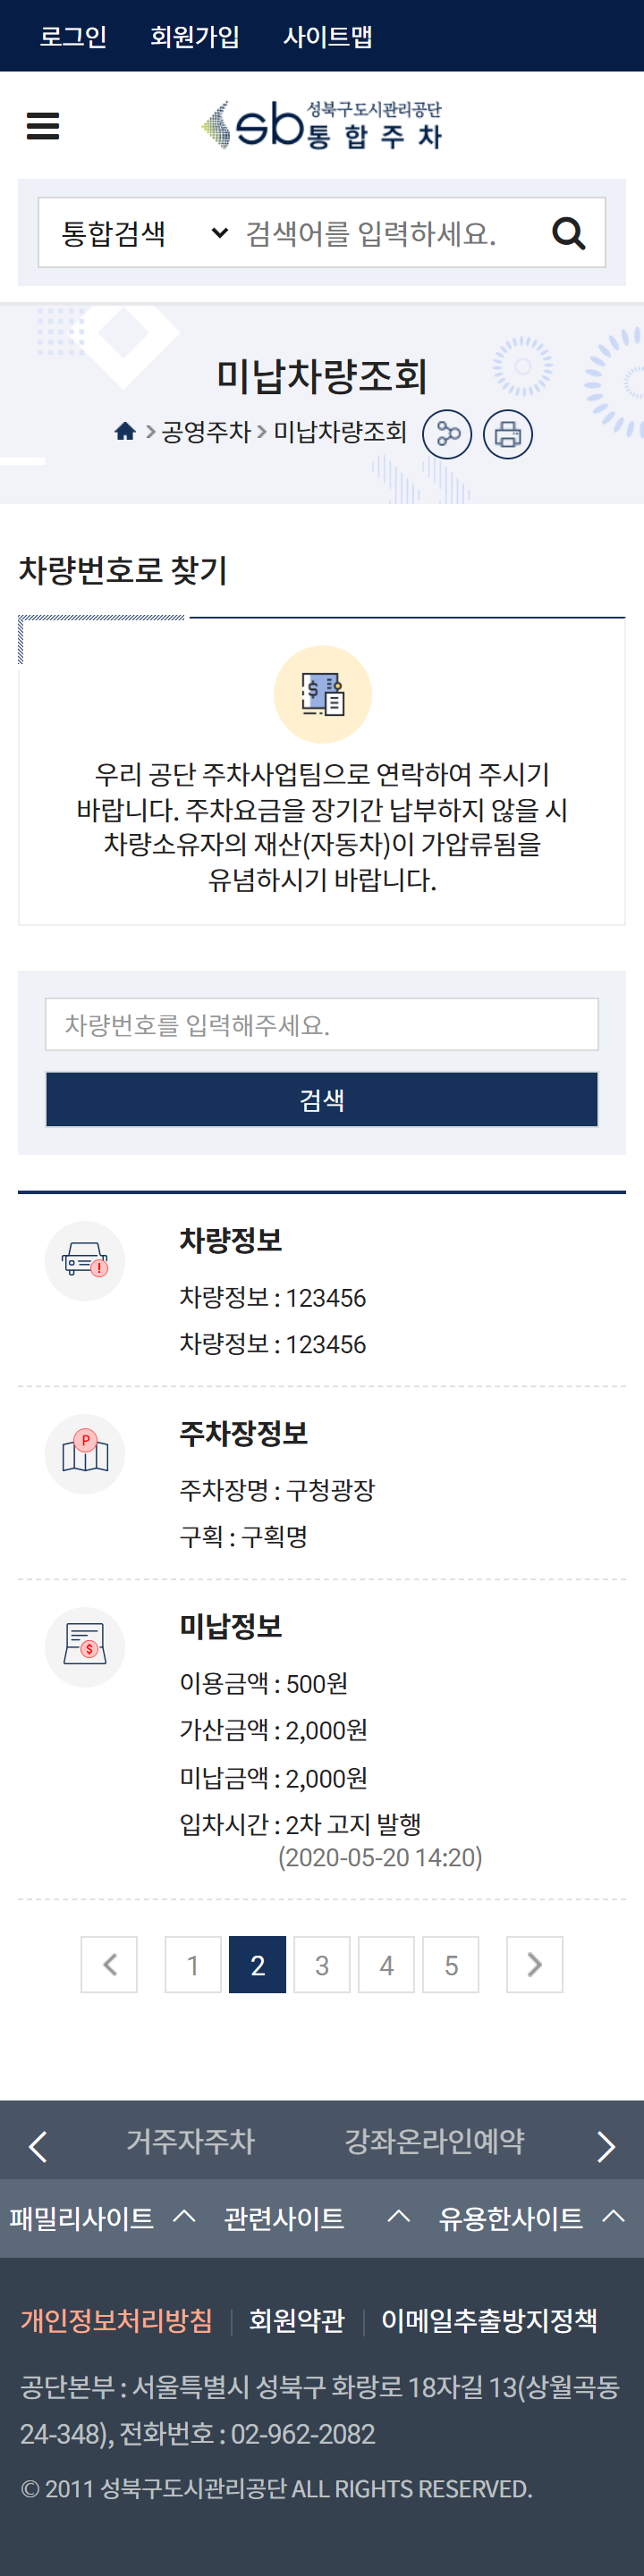 로그인 회원가입 사이트맵
sb 성북구도시관리공단
통합주차
통합검색 검색어를 입력하세요.
미납차량조회
공영주차 미납차량조회
차량번호로 찾기
$
우리 공단 주차사업팀으로 연락하여 주시기
바랍니다. 주차요금을 장기간 납부하지 않을 시
차량소유자의 재산(자동차)이 가압류됨을
유념하시기 바랍니다.
차량번호를 입력해주세요.
검색
차량정보
!
차량정보 : 123456
차량정보 : 123456
주차장정보
P
주차장명 : 구청광장
구획 : 구획명
미납정보
$
이용금액 : 500원
가산금액 : 2,000원
미납금액 : 2,000원
입차시간 : 2차 고지 발행
(2020-05-20 14:20)
1 2 3 4 5
거주자주차 강좌온라인예약
패밀리사이트 관련사이트 유용한사이트
개인정보처리방침 회원약관 이메일추출방지정책
공단본부 : 서울특별시 성북구 화랑로 18자길 13(상월곡동
24-348), 전화번호 : 02-962-2082
© 2011 성북구도시관리공단 ALL RIGHTS RESERVED.